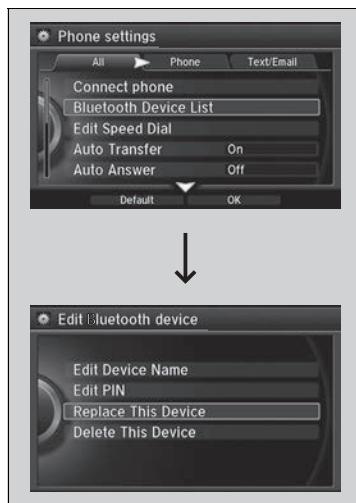 Phone settings
All Phone Text/Email
Connect phone
Bluetooth Device List
Edit Speed Dial
Auto Transfer On
Auto Answer Off
Default OK
Edit Bluetooth device
Edit Device Name
Edit PIN
Replace This Device
Delete This Device